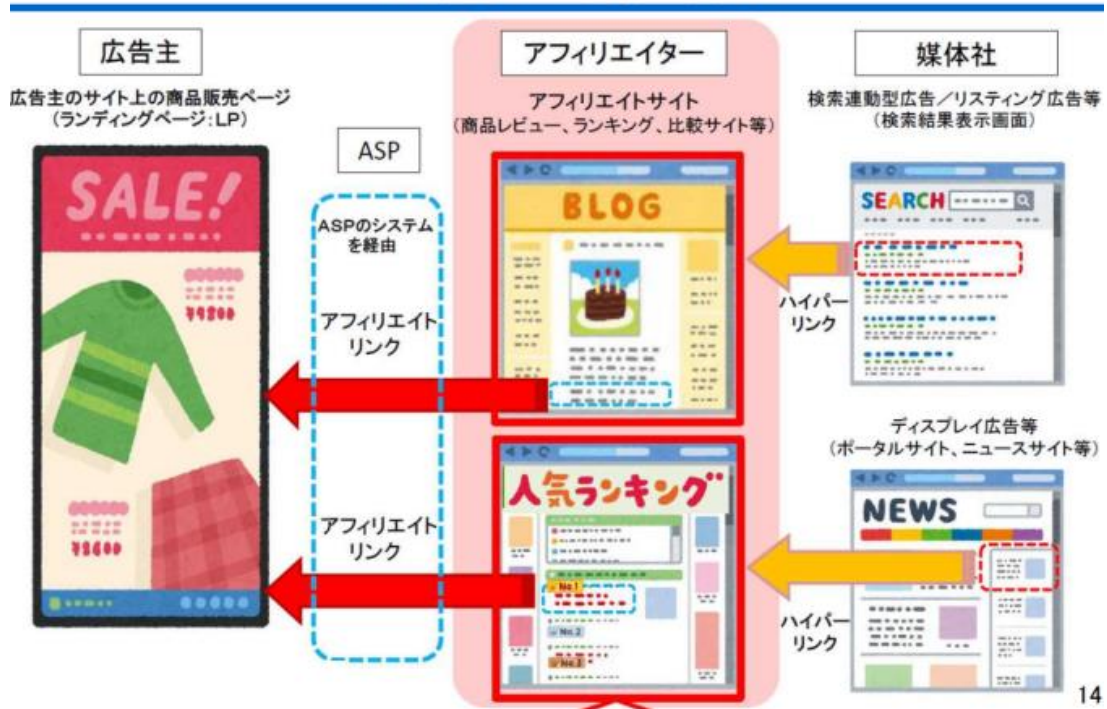 広告主
広告主のサイト上の商品販売ページ
(ランディングページ:LP)
SALE!
ASP
ASPのシステム
を経由
アフィリエイト
リンク
アフィリエイト
リンク
アフィリエイター
アフィリエイトサイト
(商品レビュー、ランキング、比較サイト等)
BLOG
人気ランキング
No.1
No.2
No.3
媒体社
検索連動型広告/リスティング広告等
(検索結果表示画面)
SEARCH
ハイパー
リンク
ディスプレイ広告等
(ポータルサイト、ニュースサイト等)
NEWS
ハイパー
リンク
14